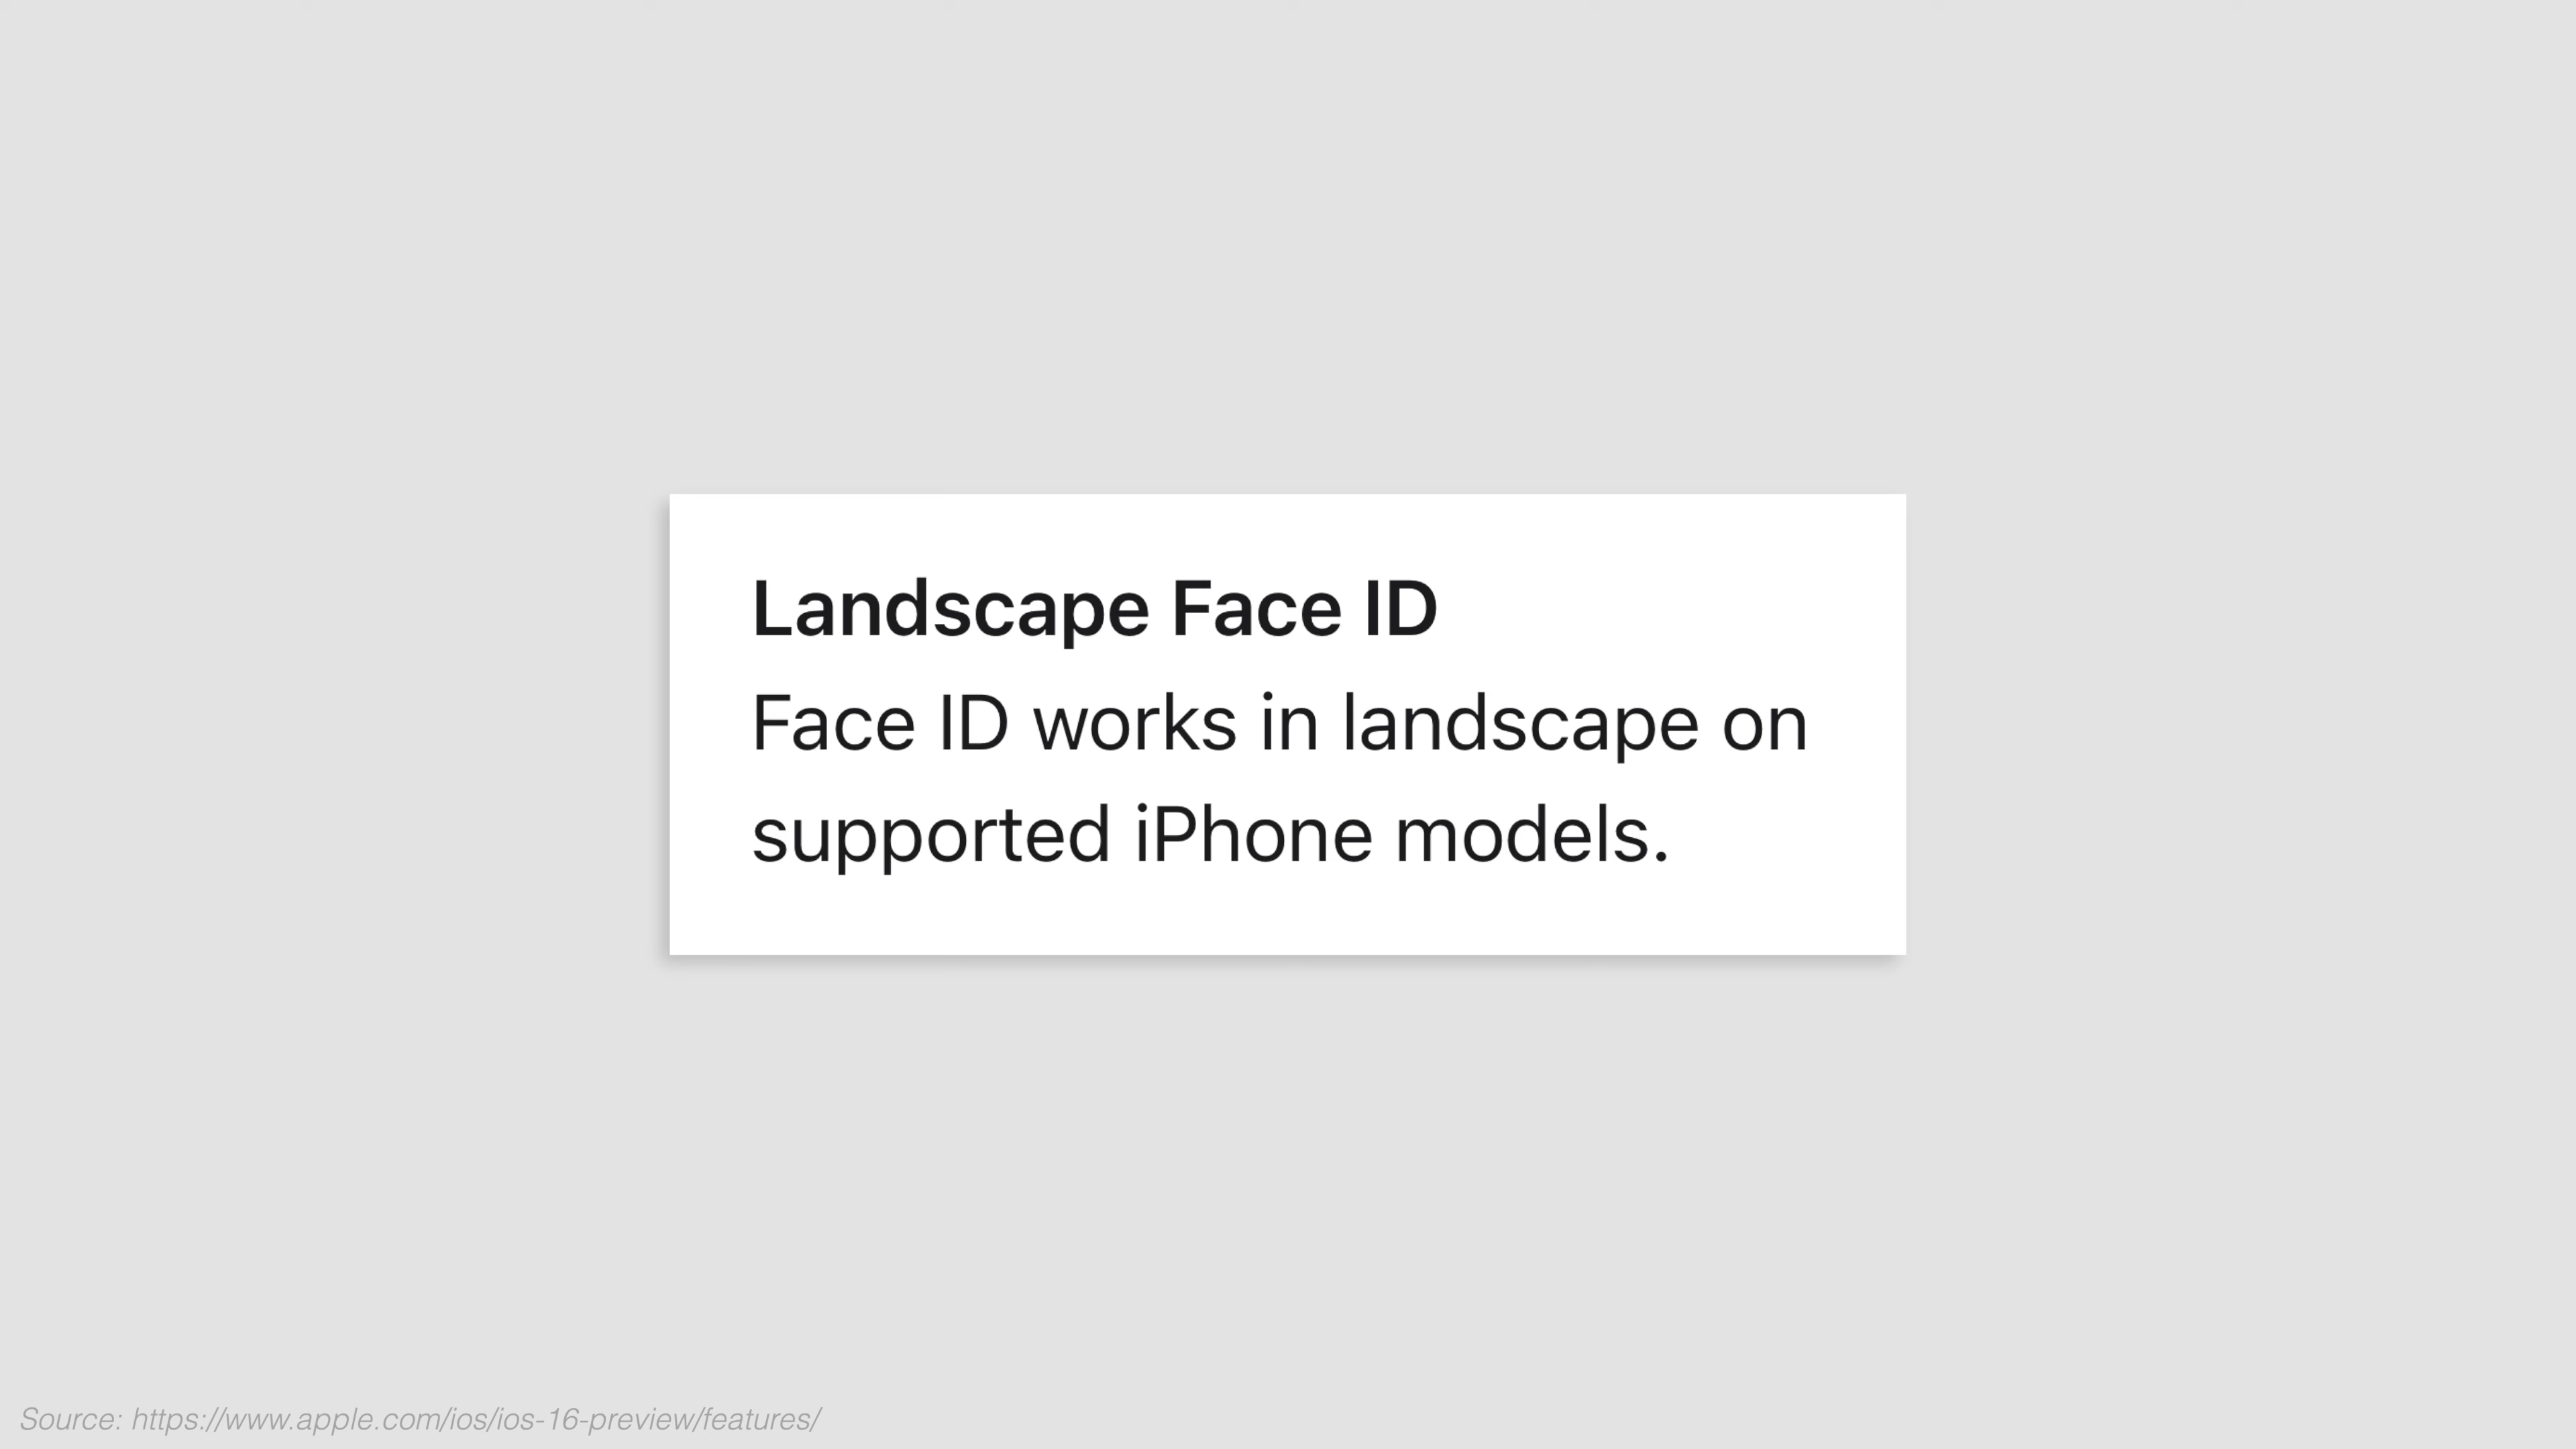 Landscape Face ID
Face ID works in landscape on
supported iPhone models.
Source: https://www.apple.com/ios/ios-16-preview/features/